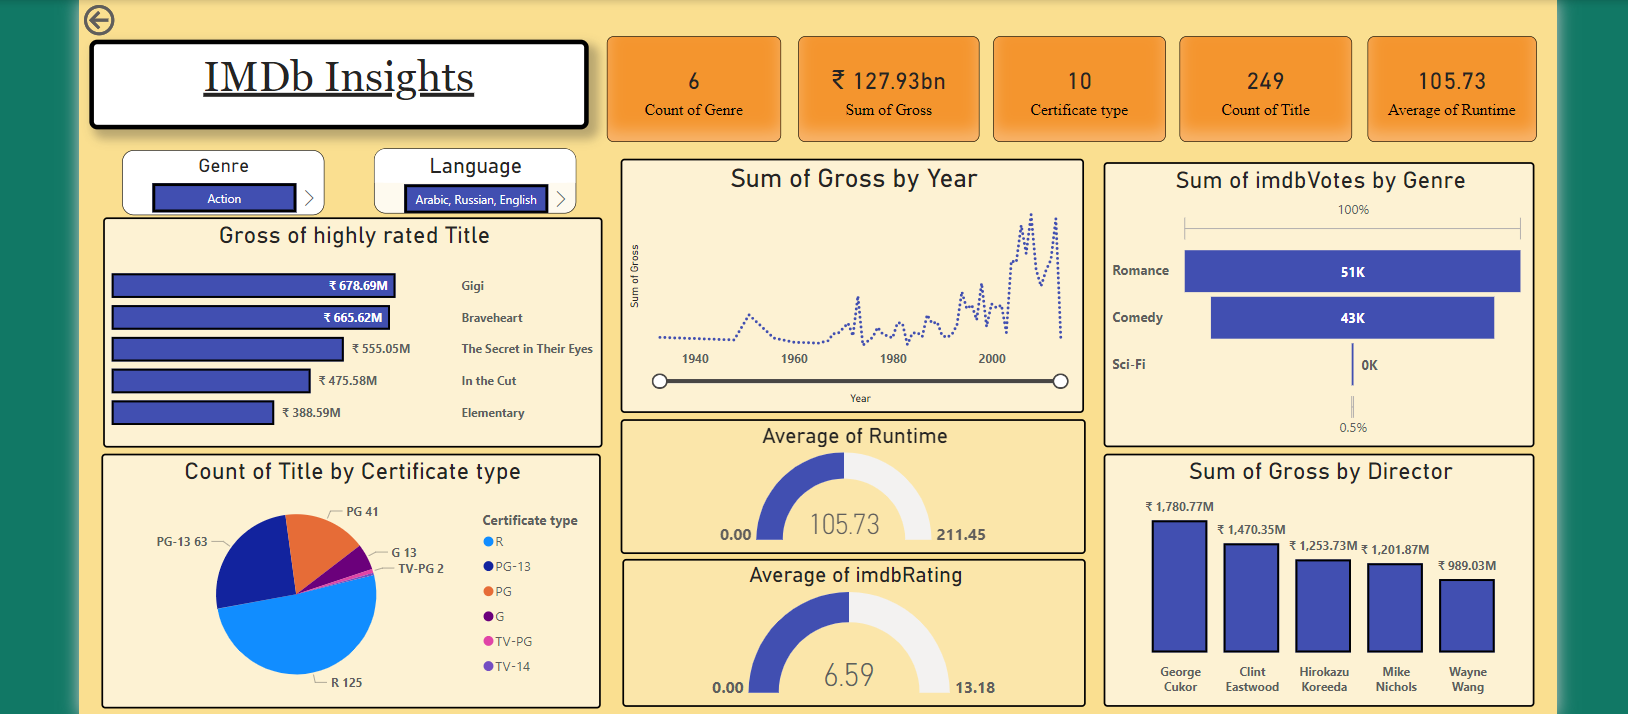 IMDb Insights
6
Count of Genre
₹ 127.93bn
Sum of Gross
10
Certificate type
249
Count of Title
105.73
Average of Runtime
Genre
Action
Language
Arabic, Russian, English
Gross of highly rated Title
₹ 678.69M Gigi
₹ 665.62M Braveheart
₹ 555.05M The Secret in Their Eyes
₹ 475.58M In the Cut
₹ 388.59M Elementary
Sum of Gross by Year
Sum of Gross
1940 1960 1980 2000
Year
Sum of imdbVotes by Genre
100%
Romance 51K
Comedy 43K
Sci-Fi 0K
0.5%
Count of Title by Certificate type
PG 41
PG-13 63
G 13
TV-PG 2
R 125
Certificate type
R
PG-13
PG
G
TV-PG
TV-14
Average of Runtime
105.73
0.00 211.45
Average of imdbRating
6.59
0.00 13.18
Sum of Gross by Director
₹ 1,780.77M
₹ 1,470.35M
₹ 1,253.73M
₹ 1,201.87M
₹ 989.03M
George Cukor
Clint Eastwood
Hirokazu Koreeda
Mike Nichols
Wayne Wang